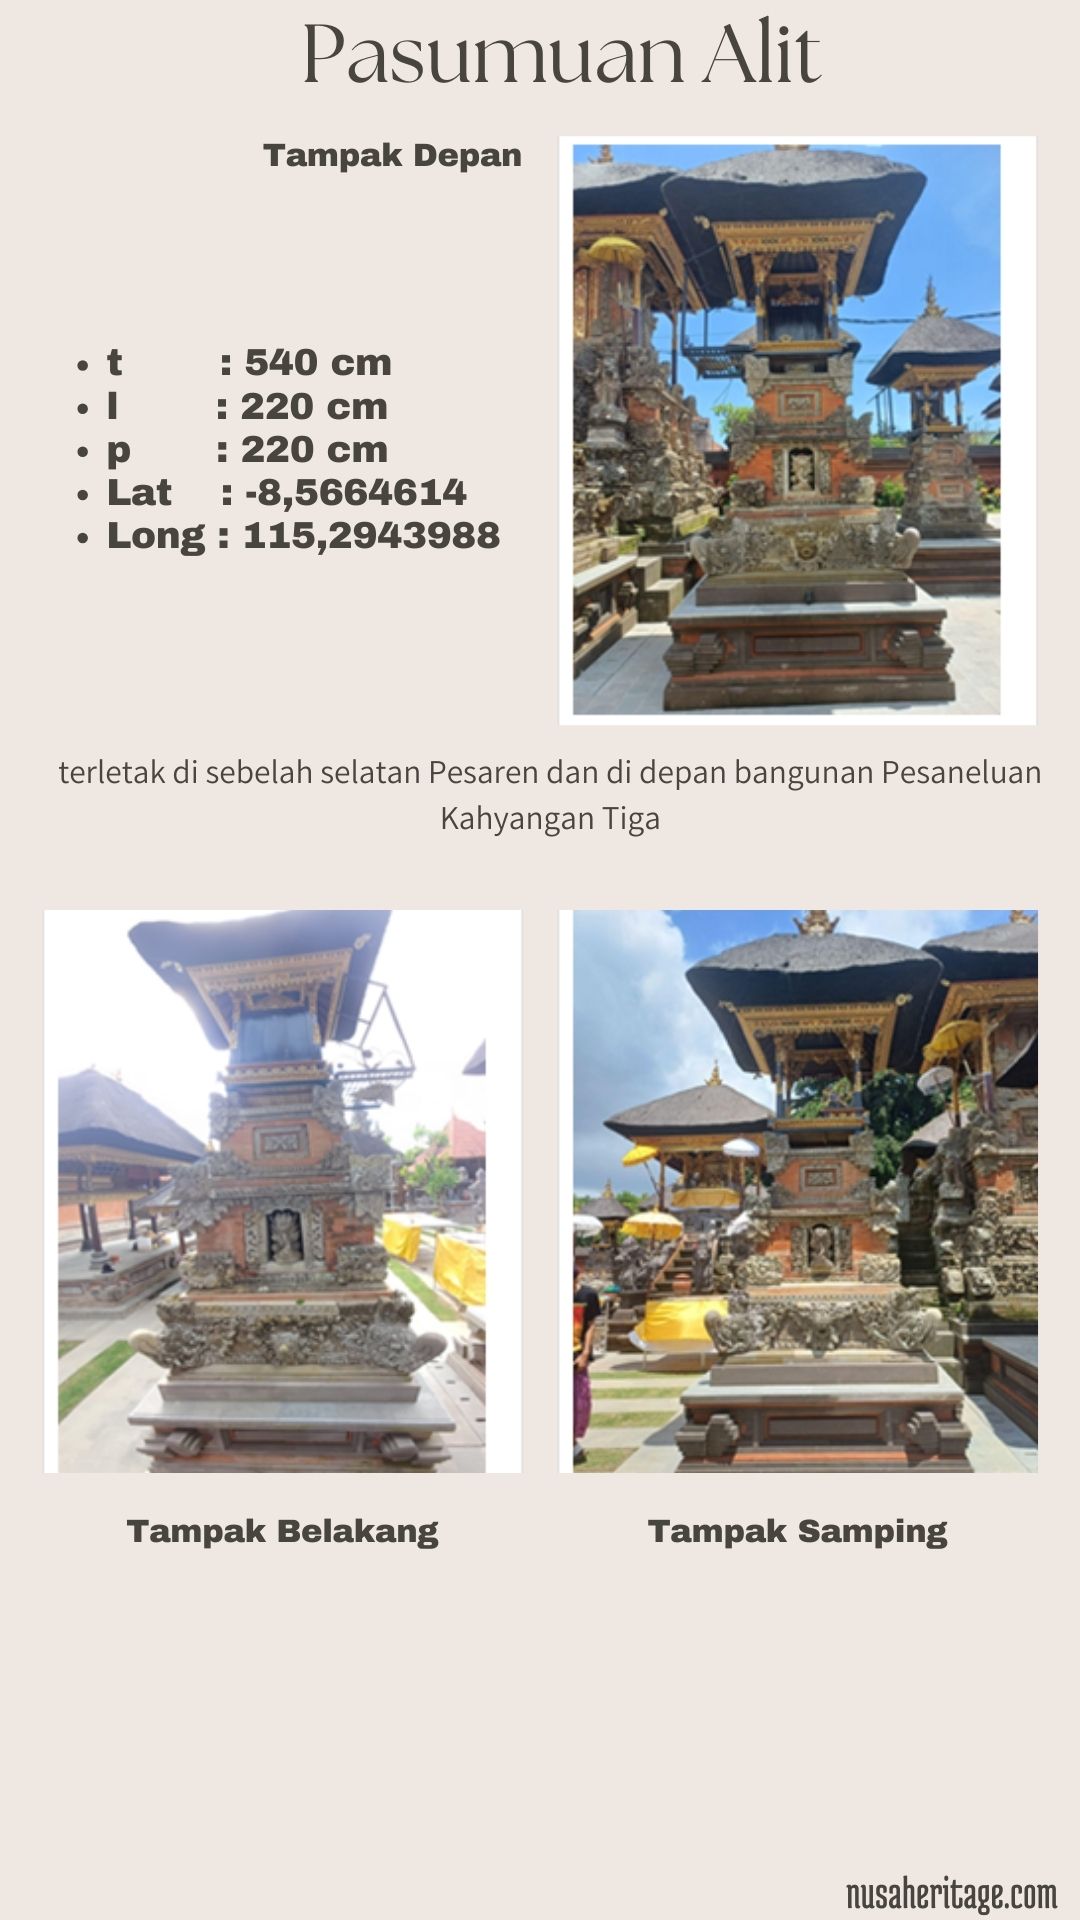 Pasumuan Alit
Tampak Depan
• t : 540 cm
• l : 220 cm
• p : 220 cm
• Lat : -8,5664614
• Long : 115,2943988
terletak di sebelah selatan Pesaren dan di depan bangunan Pesaneluan
Kahyangan Tiga
Tampak Belakang
Tampak Samping
nusaheritage.com